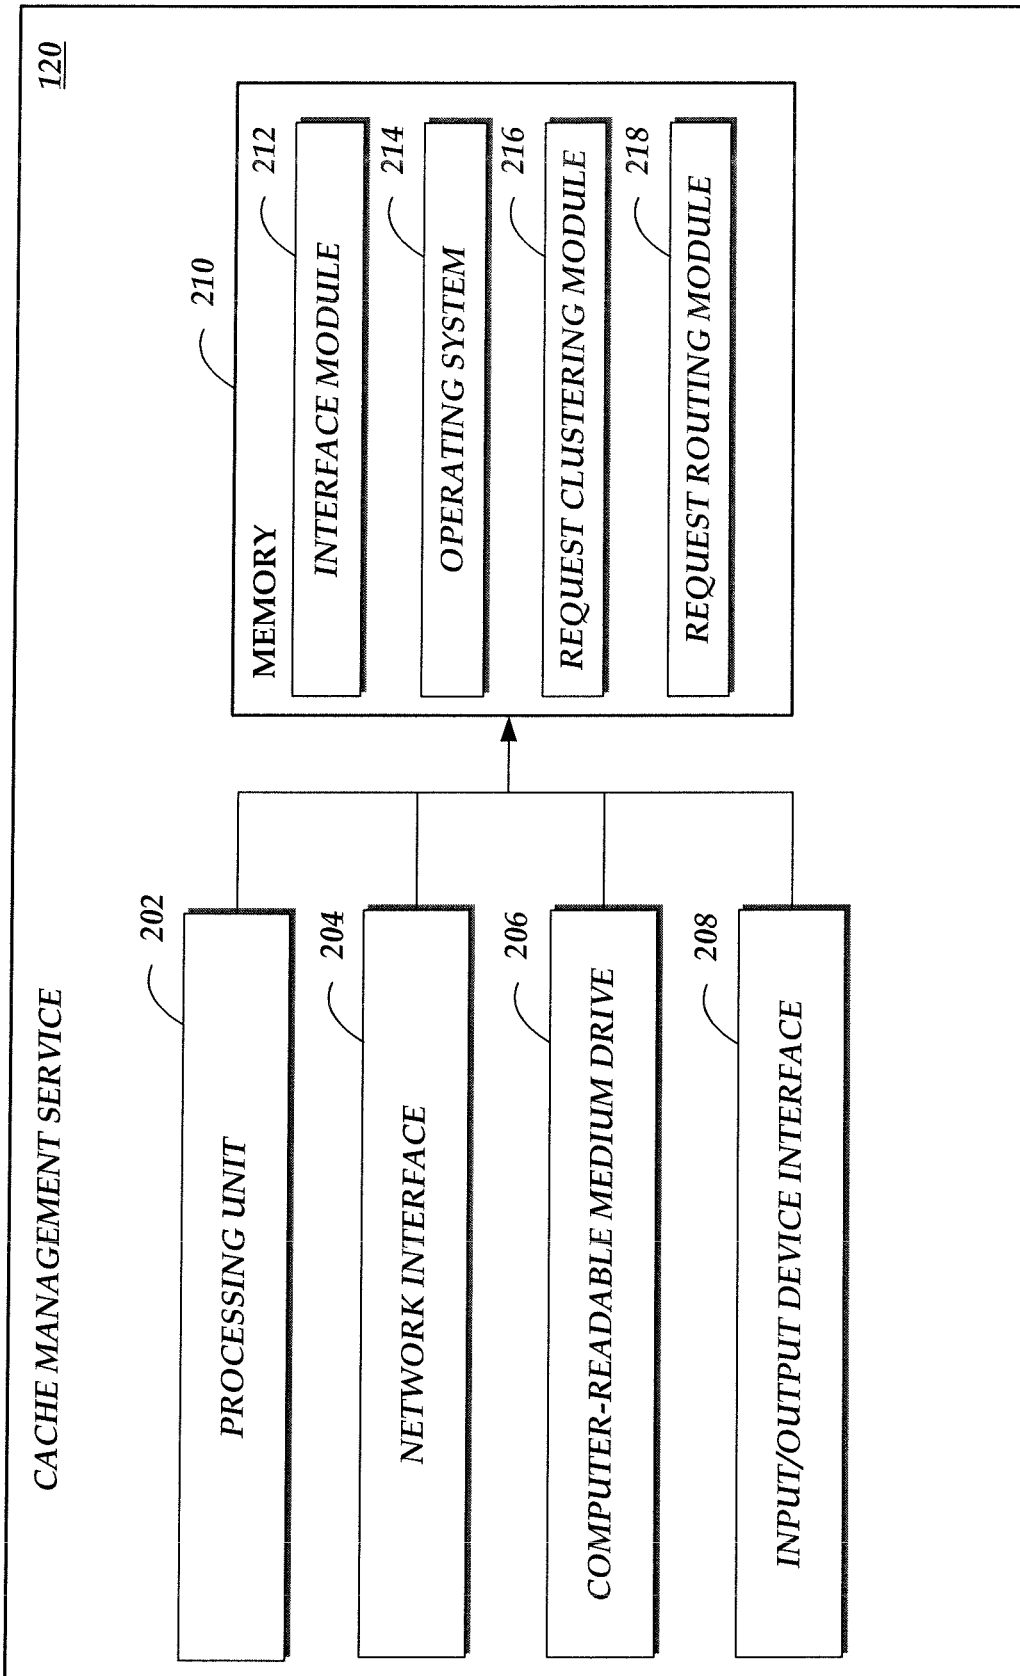 CACHE MANAGEMENT SERVICE
120
PROCESSING UNIT
202
NETWORK INTERFACE
204
COMPUTER-READABLE MEDIUM DRIVE
206
INPUT/OUTPUT DEVICE INTERFACE
208
210
MEMORY
INTERFACE MODULE
212
OPERATING SYSTEM
214
REQUEST CLUSTERING MODULE
216
REQUEST ROUTING MODULE
218